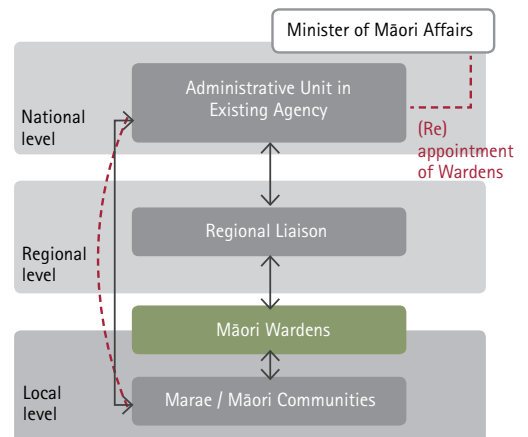 Minister of Māori Affairs
Administrative Unit in
Existing Agency
National
level
(Re)
appointment
of Wardens
Regional Liaison
Regional
level
Māori Wardens
Marae / Māori Communities
Local
level